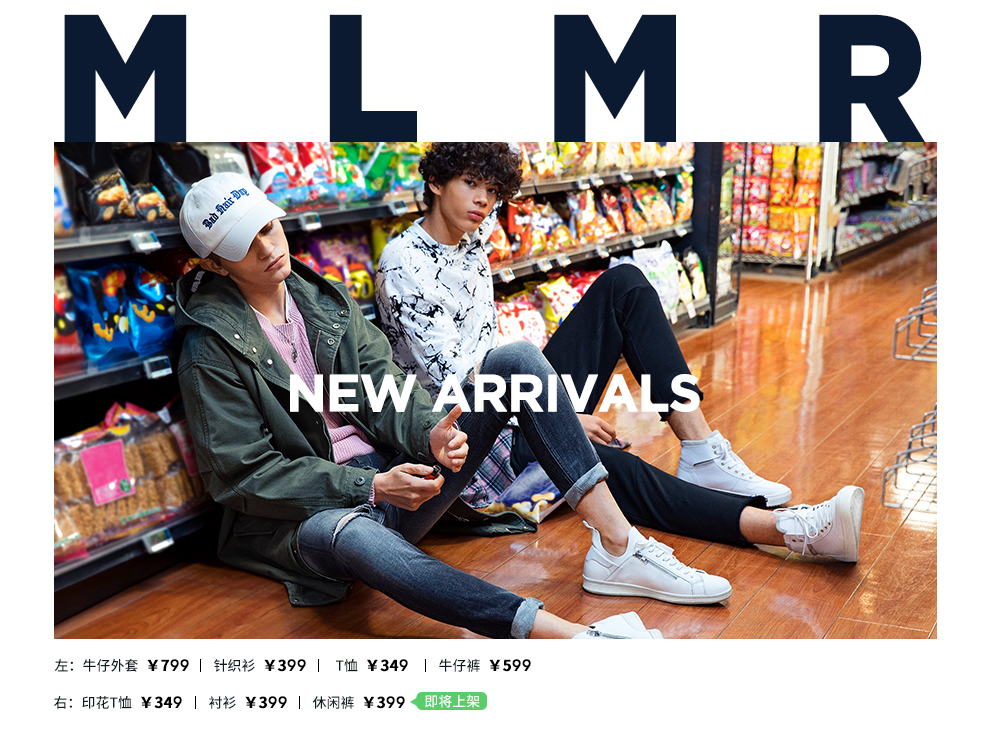 MLMR
Bad Hair Day
NEW ARRIVALS
左：牛仔外套 ￥799 | 针织衫 ￥399 | T恤 ￥349 | 牛仔裤 ￥599
右：印花T恤 ￥349 | 衬衫 ￥399 | 休闲裤 ￥399 即将上架